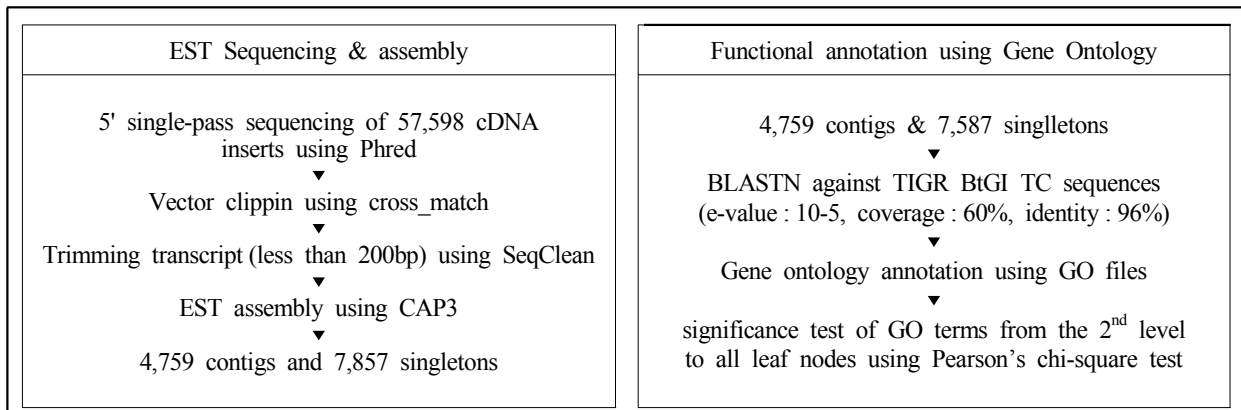 EST Sequencing & assembly
5' single-pass sequencing of 57,598 cDNA
inserts using Phred
Vector clippin using cross_match
Trimming transcript (less than 200bp) using SeqClean
EST assembly using CAP3
4,759 contigs and 7,857 singletons
Functional annotation using Gene Ontology
4,759 contigs & 7,587 singlletons
BLASTN against TIGR BtGI TC sequences
(e-value : 10-5, coverage : 60%, identity : 96%)
Gene ontology annotation using GO files
significance test of GO terms from the 2nd level
to all leaf nodes using Pearson's chi-square test